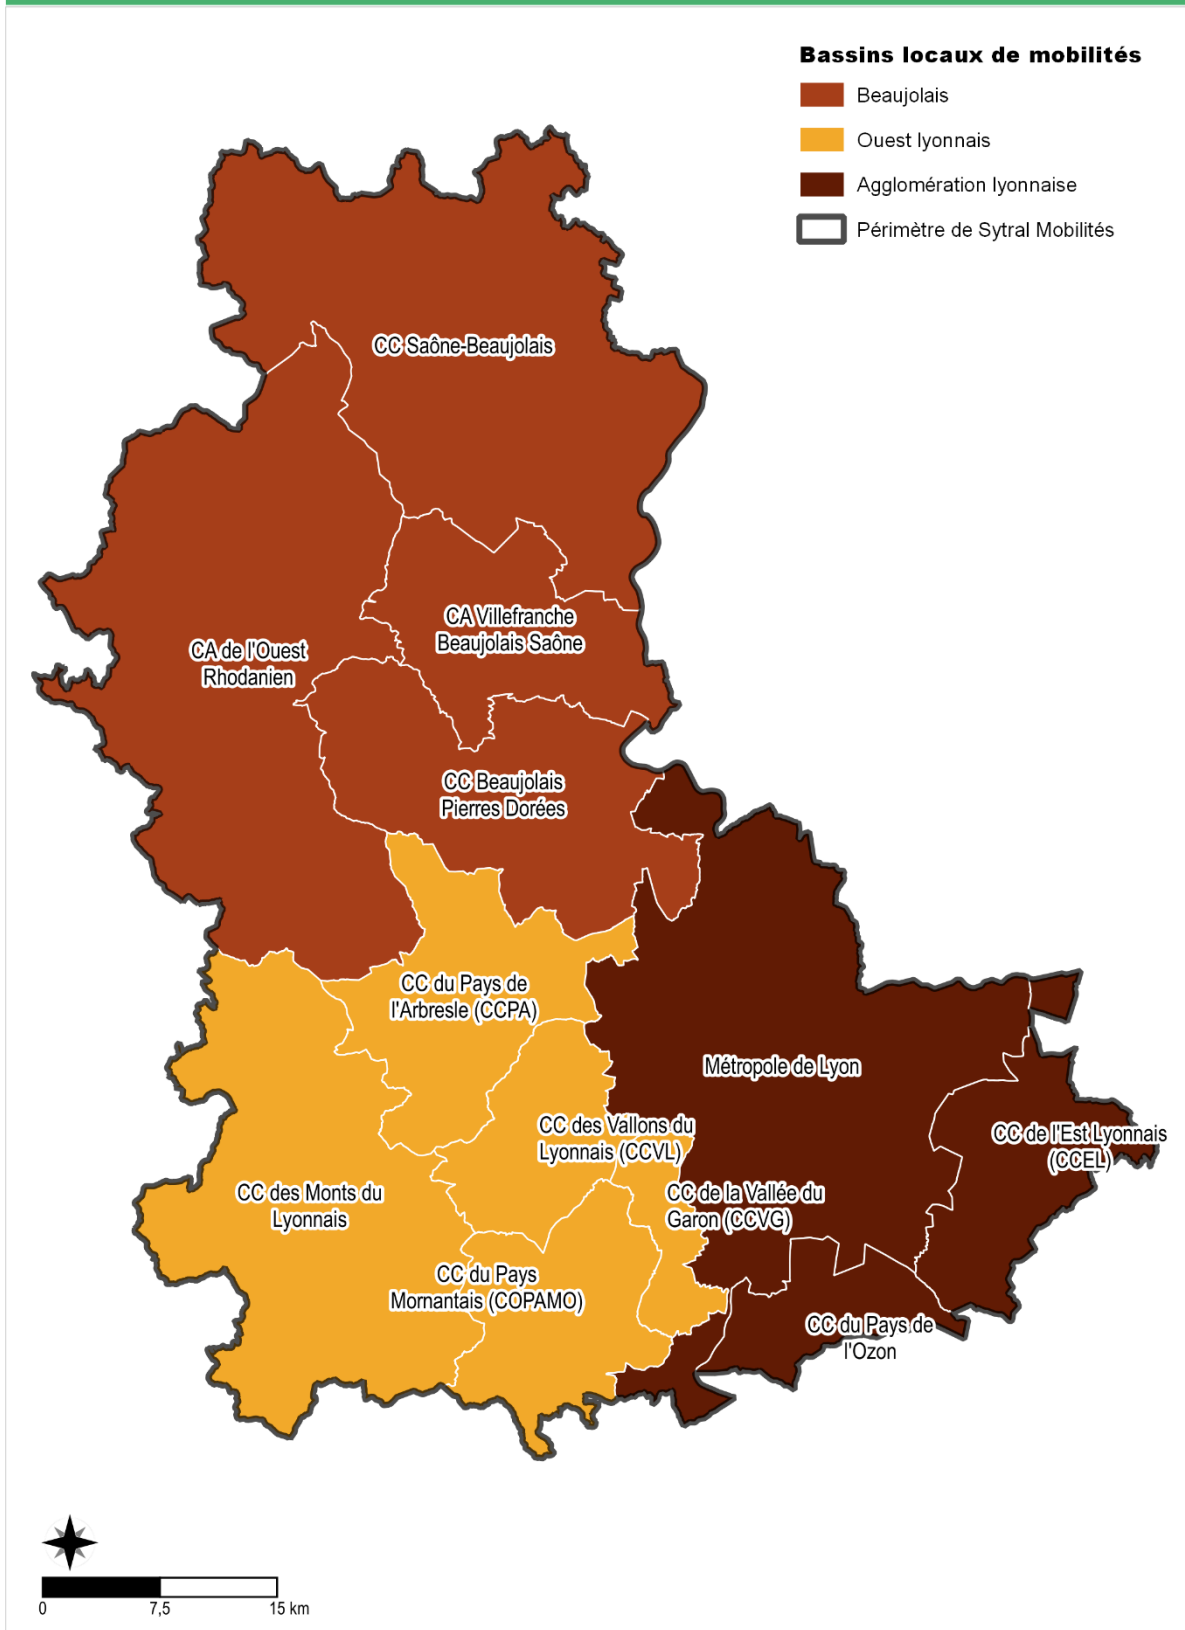 Bassins locaux de mobilités
Beaujolais
Ouest lyonnais
Agglomération lyonnaise
Périmètre de Sytral Mobilités
CC Saône-Beaujolais
CA Villefranche
Beaujolais Saône
CA de l'Ouest
Rhodanien
CC Beaujolais
Pierres Dorées
CC du Pays de
l'Arbresle (CCPA)
Métropole de Lyon
CC des Vallons du
Lyonnais (CCVL)
CC de l'Est Lyonnais
(CCEL)
CC des Monts du
Lyonnais
CC de la Vallée du
Garon (CCVG)
CC du Pays
Mornantais (COPAMO)
CC du Pays de
l'Ozon
0 7,5 15 km